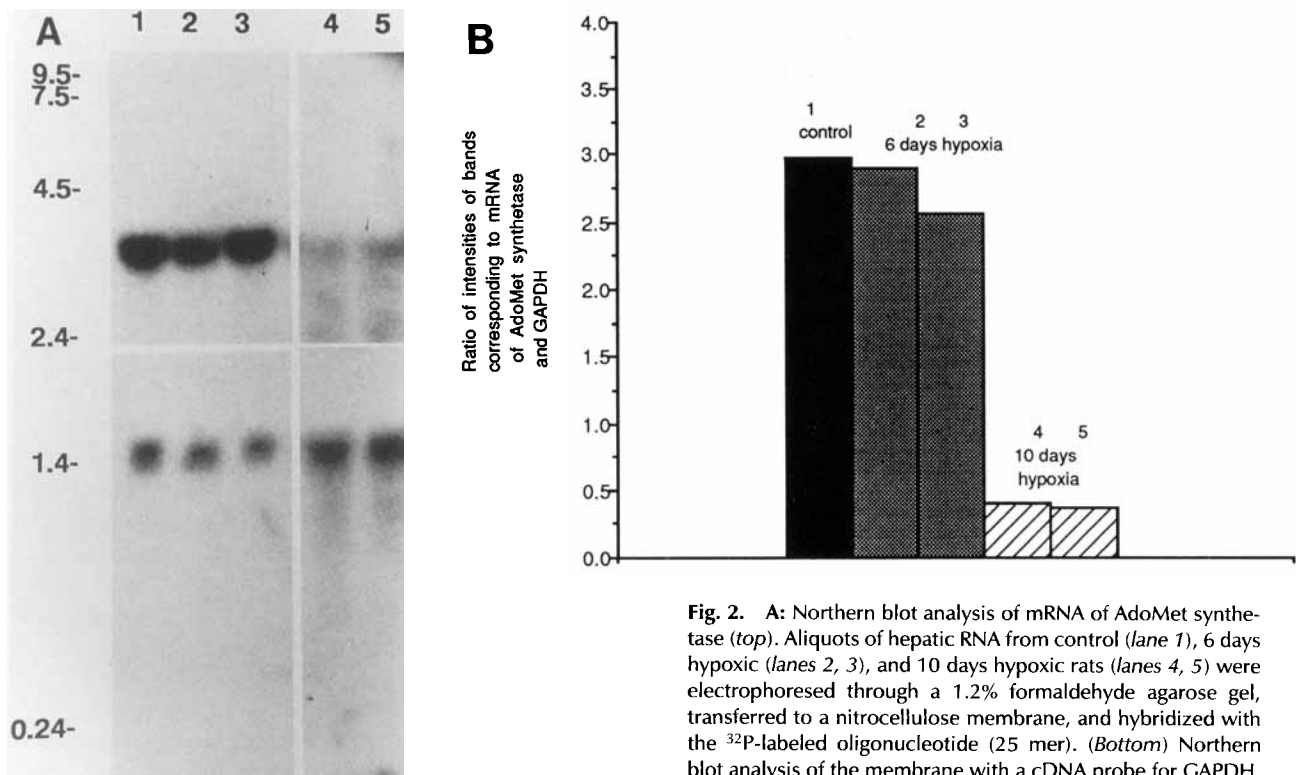 A
1 2 3 4 5
9.5-
7.5-
4.5-
2.4-
1.4-
0.24-
B
Ratio of intensities of bands
corresponding to mRNA
of AdoMet synthetase
and GAPDH
4.0
3.5
3.0
2.5
2.0
1.5
1.0
0.5
0.0
1
control
2 3
6 days hypoxia
4 5
10 days
hypoxia
Fig. 2. A: Northern blot analysis of mRNA of AdoMet synthe-
tase (top). Aliquots of hepatic RNA from control (lane 1), 6 days
hypoxic (lanes 2, 3), and 10 days hypoxic rats (lanes 4, 5) were
electrophoresed through a 1.2% formaldehyde agarose gel,
transferred to a nitrocellulose membrane, and hybridized with
the ³²P-labeled oligonucleotide (25 mer). (Bottom) Northern
blot analysis of the membrane with a cDNA probe for GAPDH.